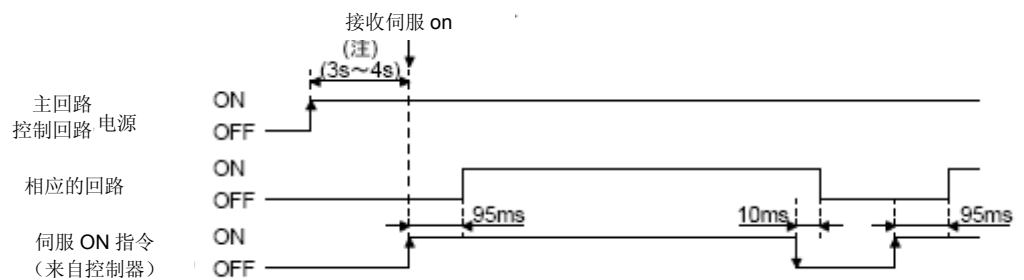 接收伺服 on
(注)
(3s～4s)
主回路
控制回路 电源
ON
OFF
相应的回路
ON
OFF
95ms
10ms
95ms
伺服 ON 指令
（来自控制器）
ON
OFF